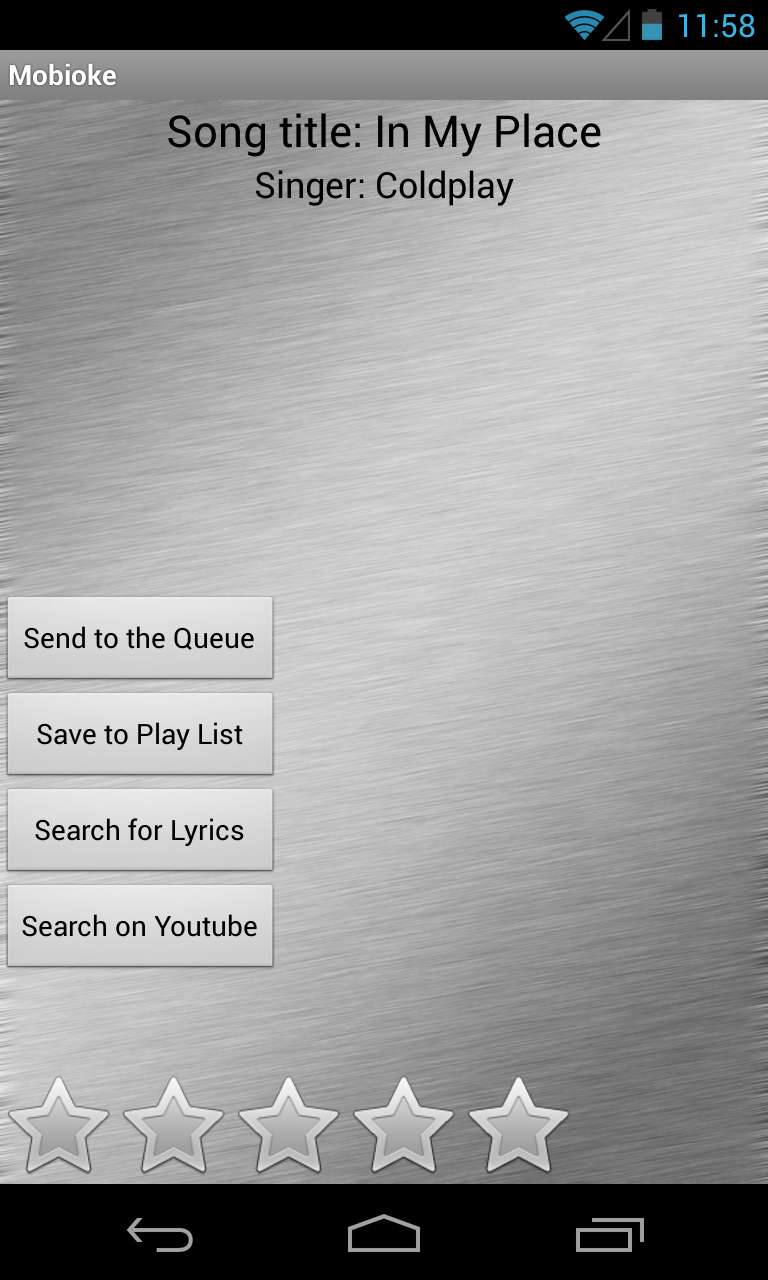 11:58
Mobioke
Song title: In My Place
Singer: Coldplay
Send to the Queue
Save to Play List
Search for Lyrics
Search on Youtube